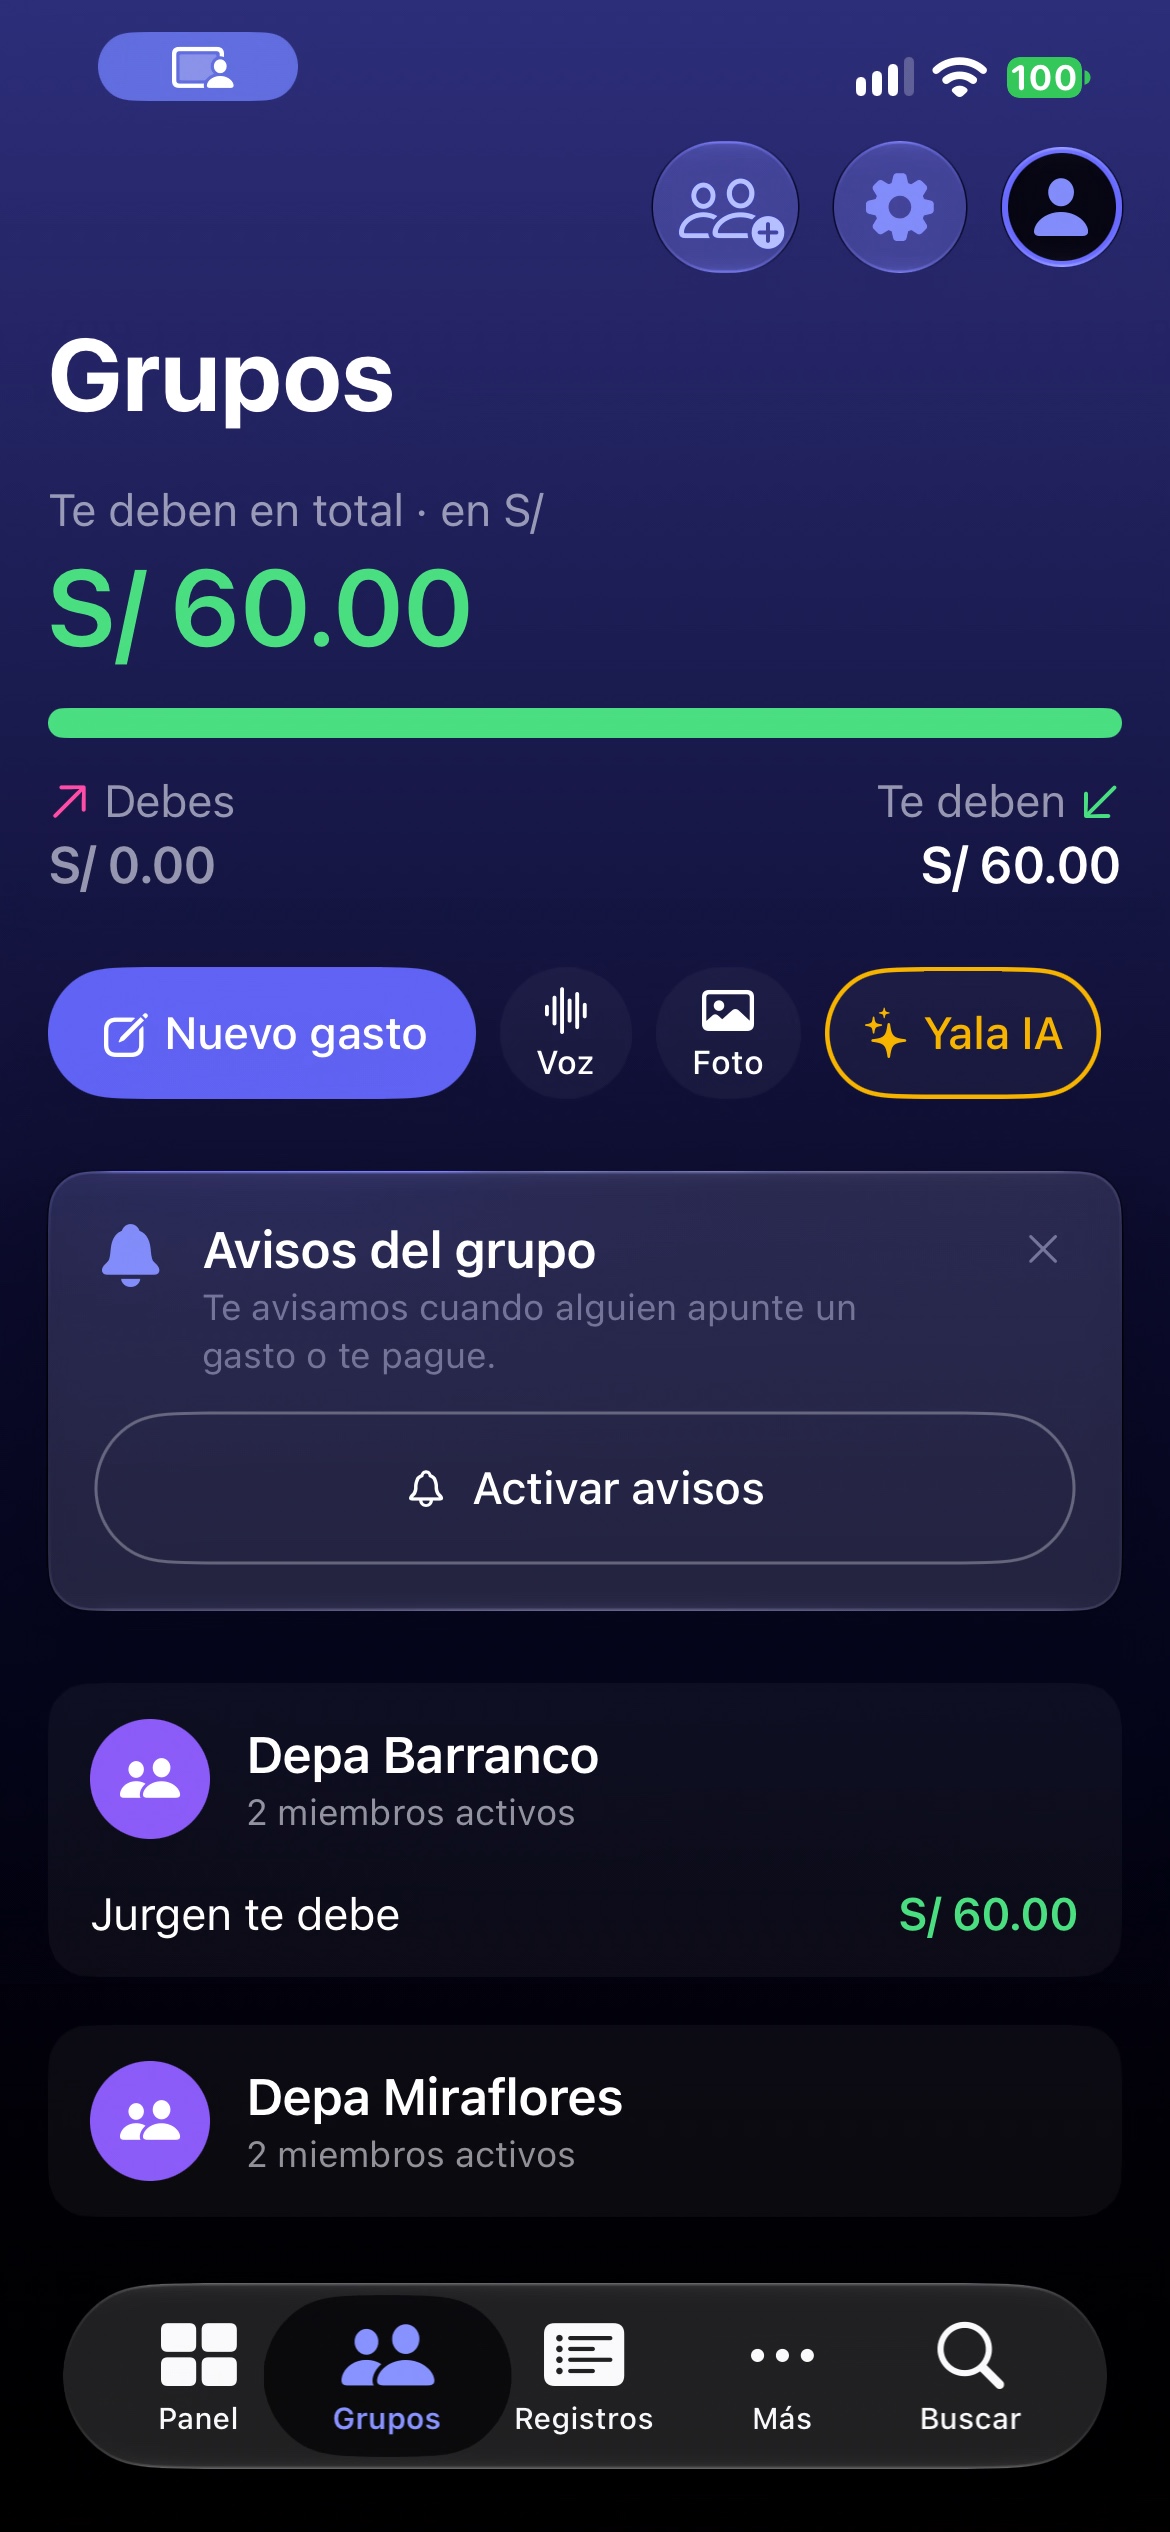 100
Grupos
Te deben en total · en S/
S/ 60.00
Debes
Te deben
S/ 0.00
S/ 60.00
Nuevo gasto
Voz
Foto
Yala IA
Avisos del grupo
Te avisamos cuando alguien apunte un
gasto o te pague.
Activar avisos
Depa Barranco
2 miembros activos
Jurgen te debe
S/ 60.00
Depa Miraflores
2 miembros activos
Panel
Grupos
Registros
Más
Buscar